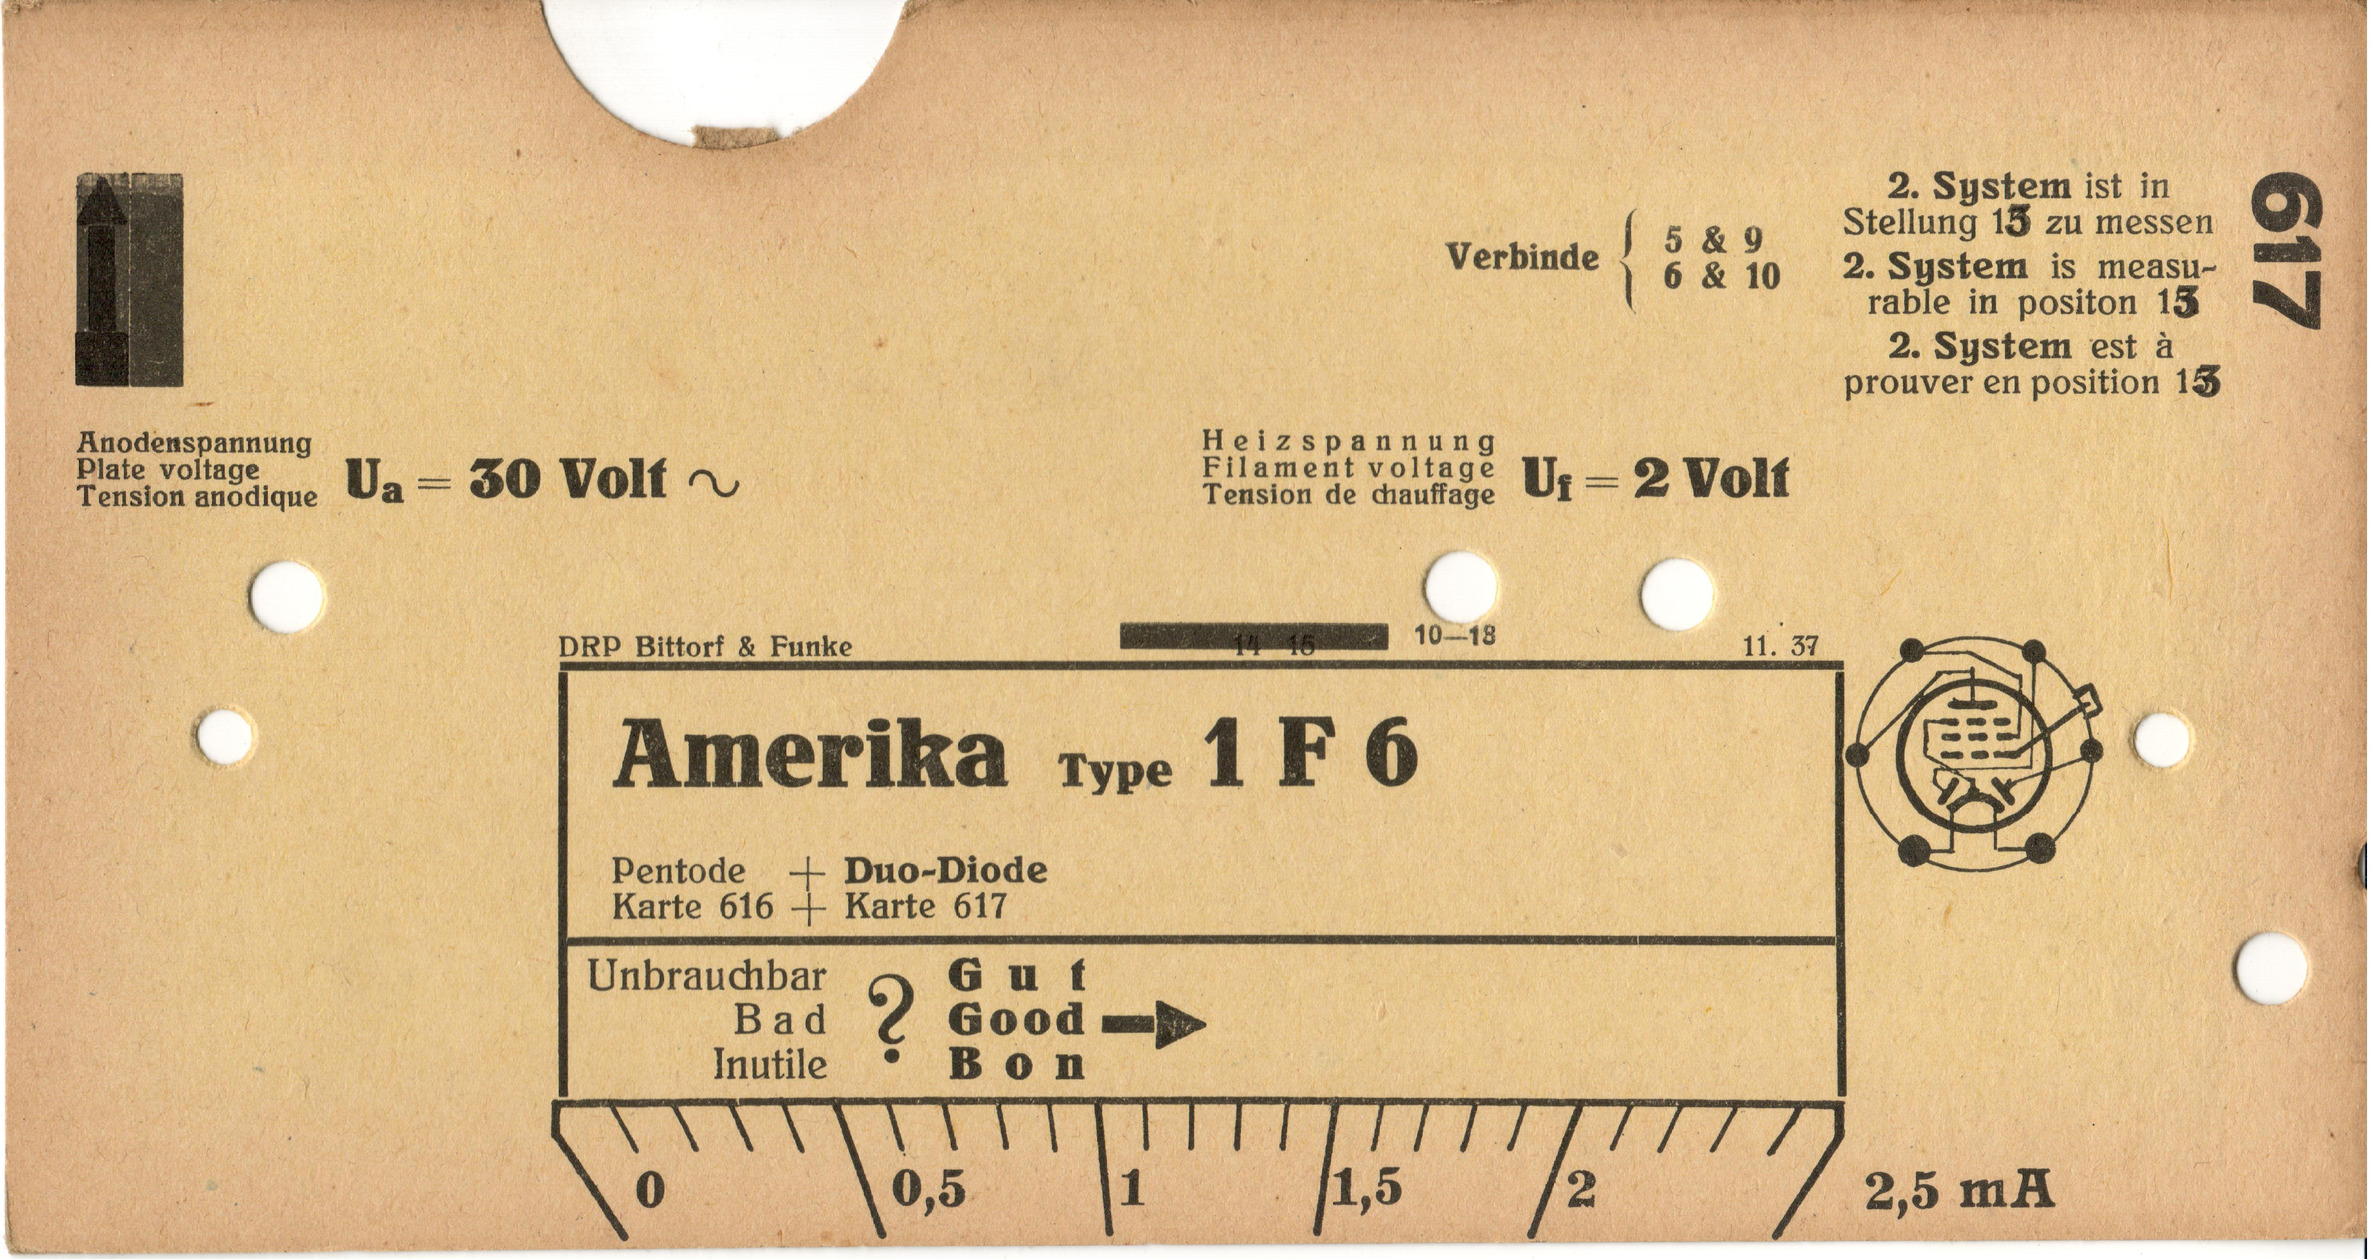 2. System ist in
Stellung 13 zu messen
2. System is measu-
rable in positon 13
2. System est à
prouver en position 13
617
Verbinde { 5 & 9
6 & 10
Anodenspannung
Plate voltage
Tension anodique
Ua = 30 Volt ~
Heizspannung
Filament voltage
Tension de chauffage
Uf = 2 Volt
DRP Bittorf & Funke
14 15
10—18
11. 37
Amerika Type 1 F 6
Pentode + Duo-Diode
Karte 616 + Karte 617
Unbrauchbar
Bad
Inutile
?
Gut
Good
Bon
0 0,5 1 1,5 2 2,5 mA